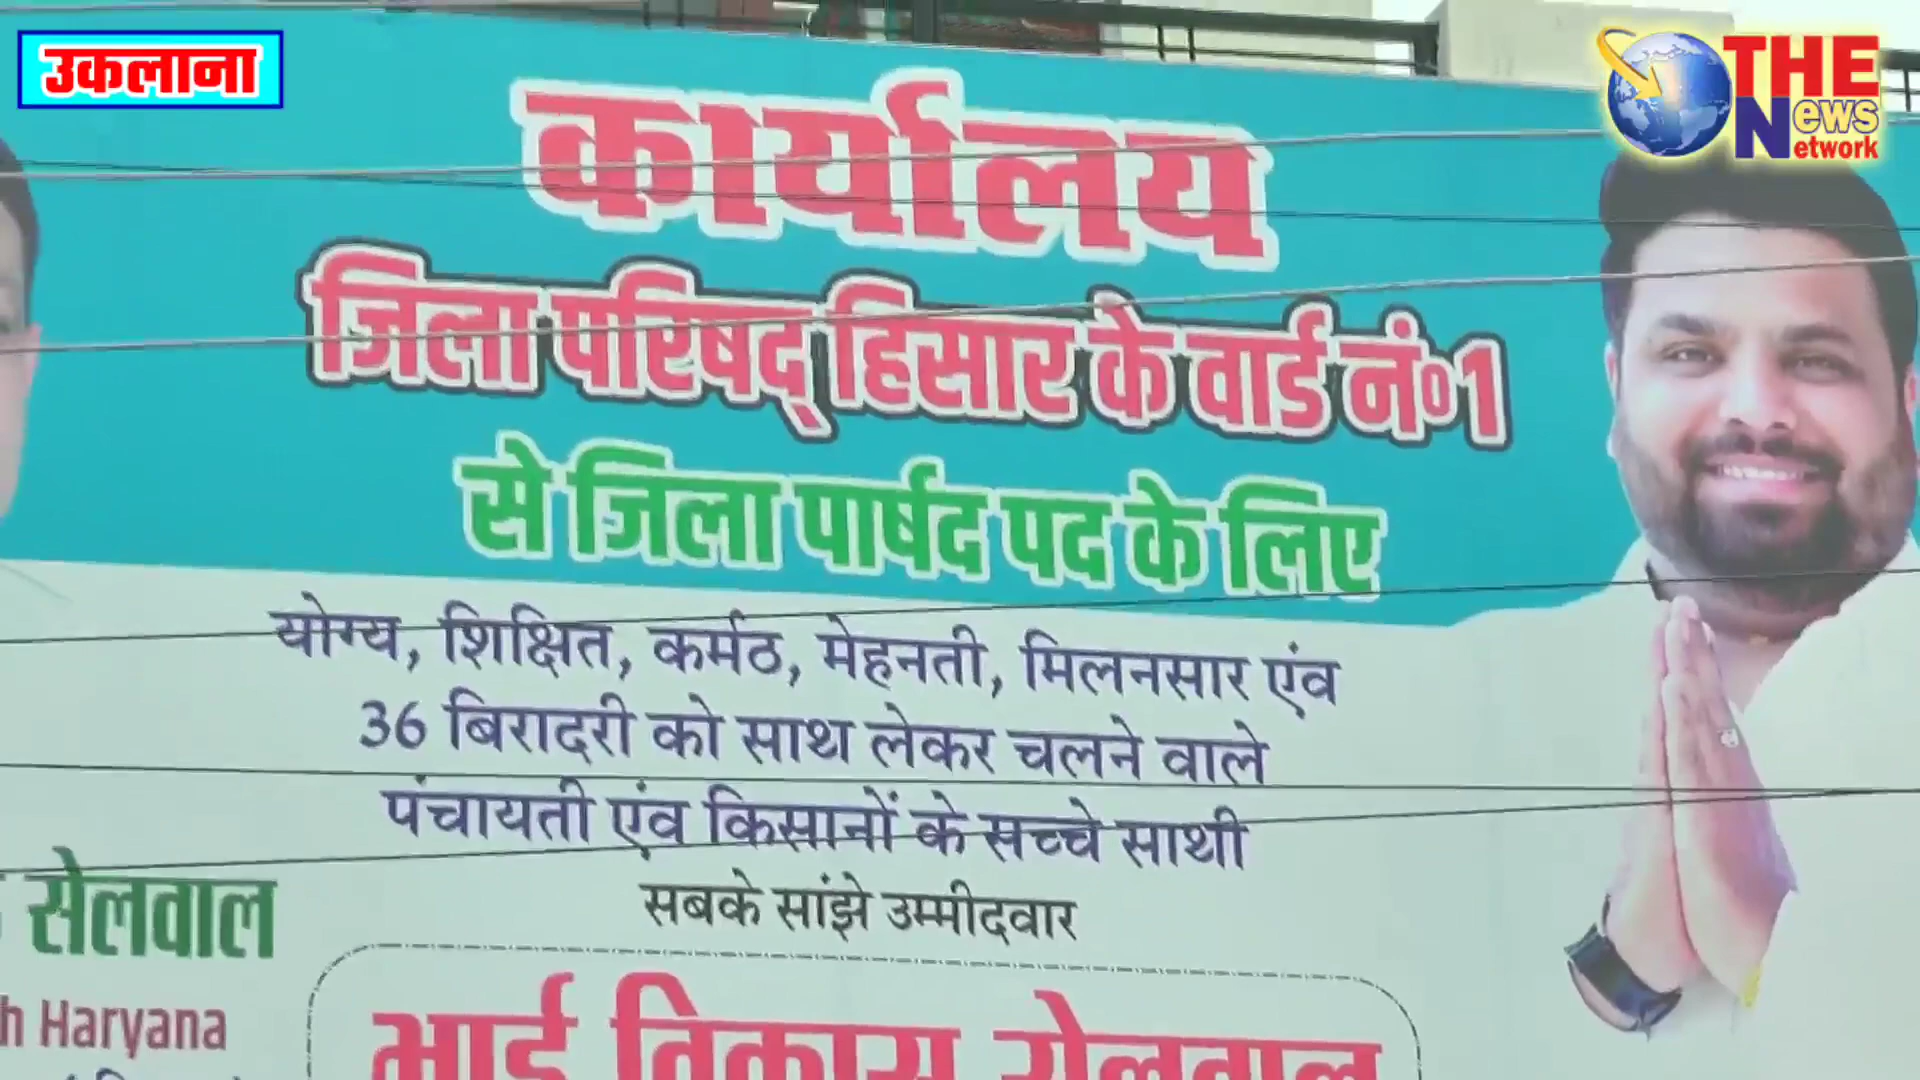 उकलाना
THE
News
Network
कार्यालय
जिला परिषद् हिसार के वार्ड नं०1
से जिला पार्षद पद के लिए
योग्य, शिक्षित, कर्मठ, मेहनती, मिलनसार एंव
36 बिरादरी को साथ लेकर चलने वाले
पंचायती एंव किसानों के सच्चे साथी
सबके सांझे उम्मीदवार
सेलवाल
Haryana
भाई विकास सेलवाल